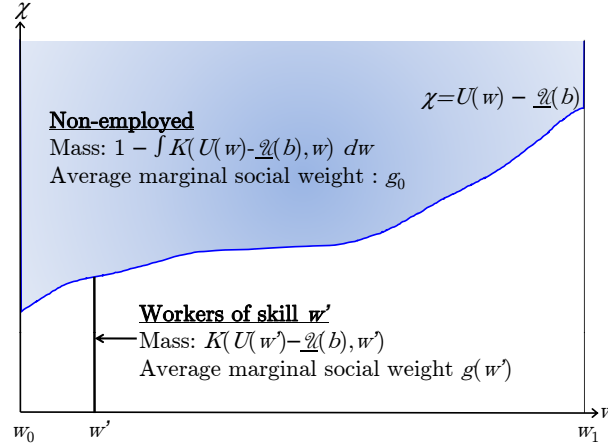 χ
χ=U(w) − 𝒰(b)
Non-employed
Mass: 1 − ∫ K(U(w)-𝒰(b),w) dw
Average marginal social weight : g₀
Workers of skill w'
Mass: K(U(w')−𝒰(b),w')
Average marginal social weight g(w')
w₀ w' w₁ w